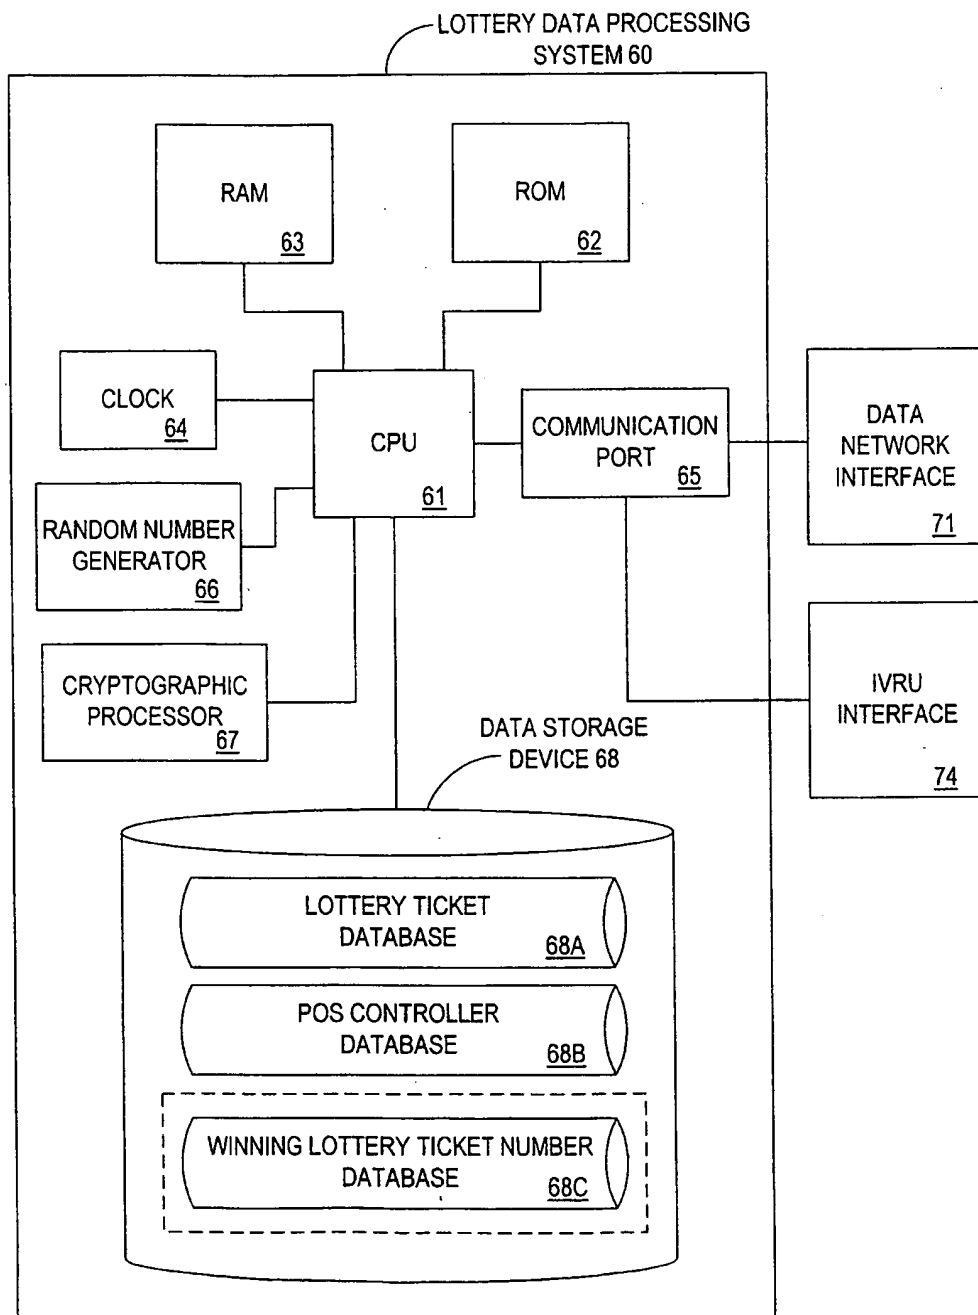 LOTTERY DATA PROCESSING
SYSTEM 60
RAM
63
ROM
62
CLOCK
64
CPU
61
COMMUNICATION
PORT
65
DATA
NETWORK
INTERFACE
71
RANDOM NUMBER
GENERATOR
66
CRYPTOGRAPHIC
PROCESSOR
67
IVRU
INTERFACE
74
DATA STORAGE
DEVICE 68
LOTTERY TICKET
DATABASE
68A
POS CONTROLLER
DATABASE
68B
WINNING LOTTERY TICKET NUMBER
DATABASE
68C